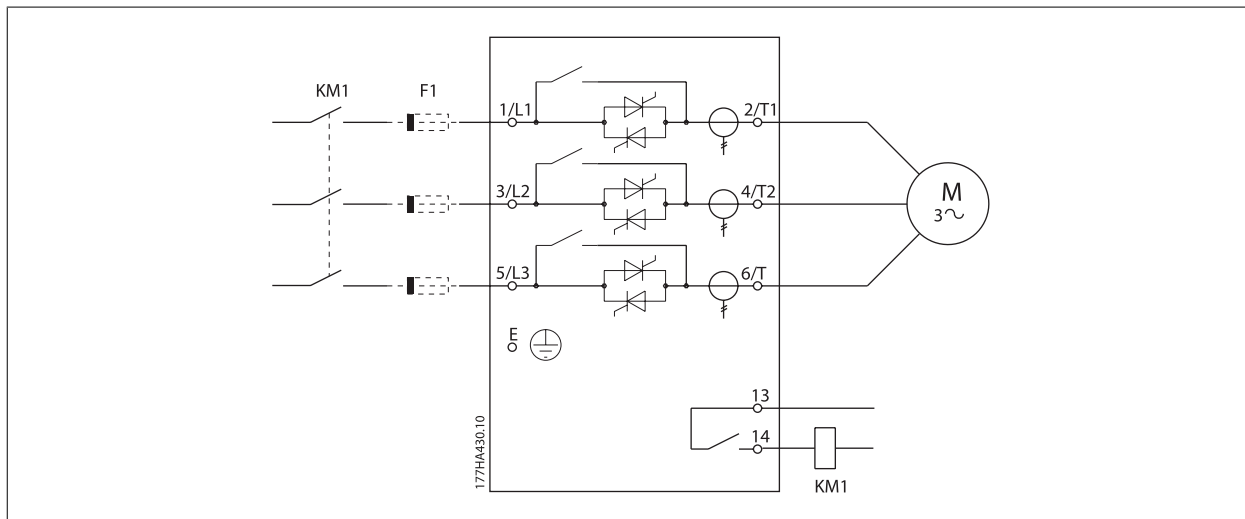 KM1
F1
1/L1
2/T1
3/L2
4/T2
M
3∿
5/L3
6/T
E
13
14
KM1
177HA430.10